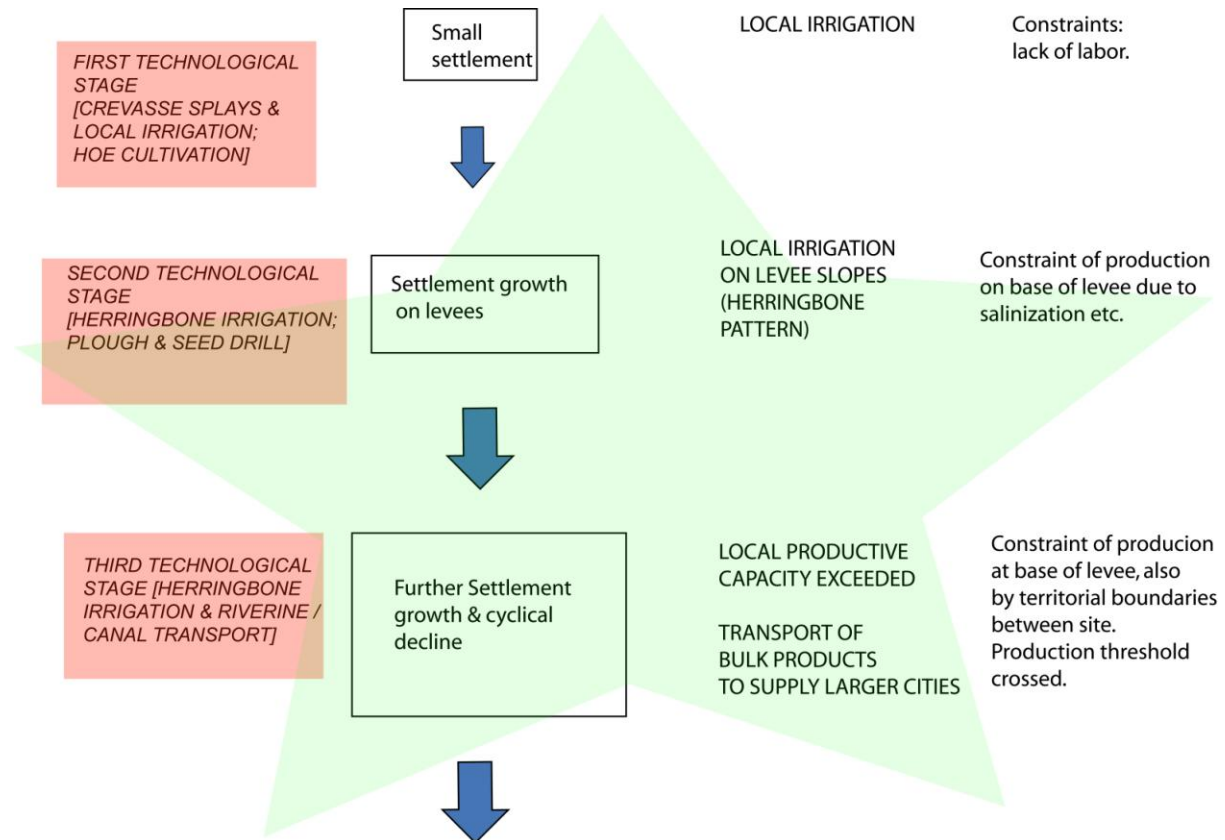 FIRST TECHNOLOGICAL
STAGE
[CREVASSE SPLAYS &
LOCAL IRRIGATION;
HOE CULTIVATION]
Small
settlement
LOCAL IRRIGATION
Constraints:
lack of labor.
SECOND TECHNOLOGICAL
STAGE
[HERRINGBONE IRRIGATION;
PLOUGH & SEED DRILL]
Settlement growth
on levees
LOCAL IRRIGATION
ON LEVEE SLOPES
(HERRINGBONE
PATTERN)
Constraint of production
on base of levee due to
salinization etc.
THIRD TECHNOLOGICAL
STAGE [HERRINGBONE
IRRIGATION & RIVERINE /
CANAL TRANSPORT]
Further Settlement
growth & cyclical
decline
LOCAL PRODUCTIVE
CAPACITY EXCEEDED
TRANSPORT OF
BULK PRODUCTS
TO SUPPLY LARGER CITIES
Constraint of producion
at base of levee, also
by territorial boundaries
between site.
Production threshold
crossed.